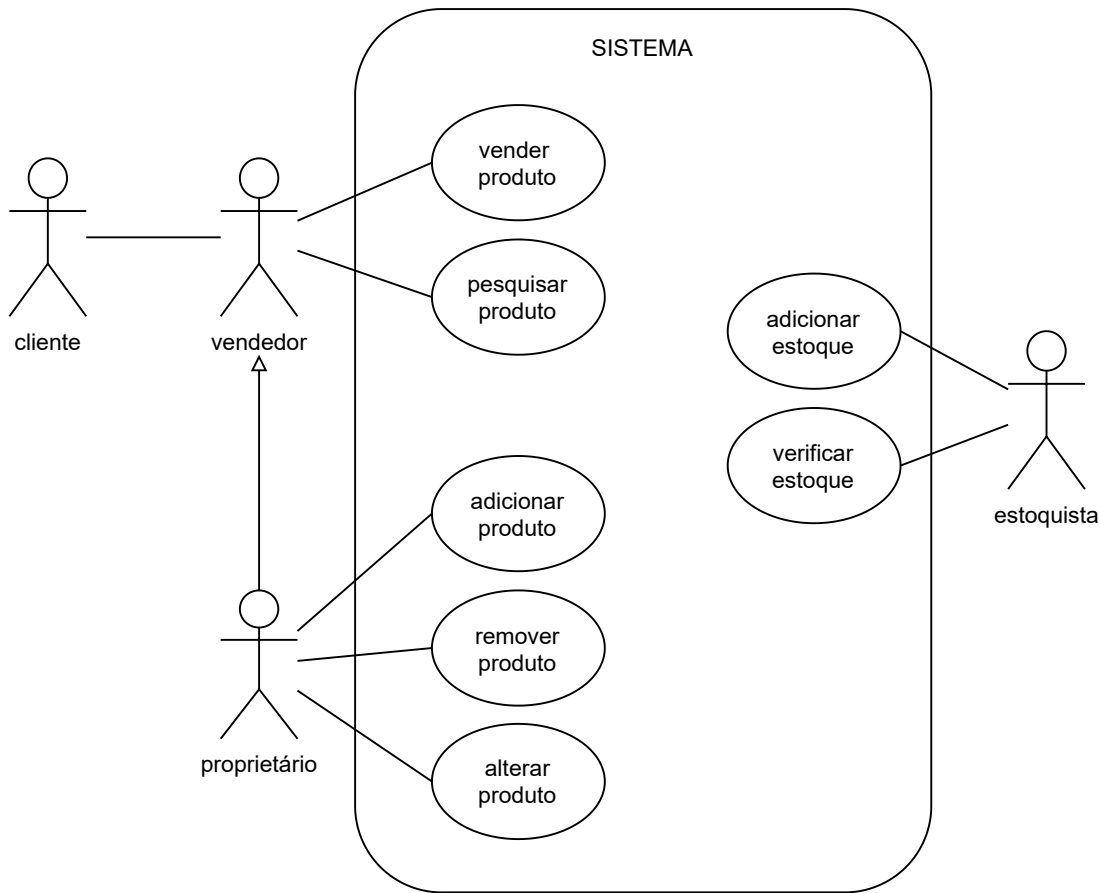 SISTEMA
vender
produto
pesquisar
produto
cliente
vendedor
adicionar
estoque
verificar
estoque
estoquista
adicionar
produto
remover
produto
proprietário
alterar
produto